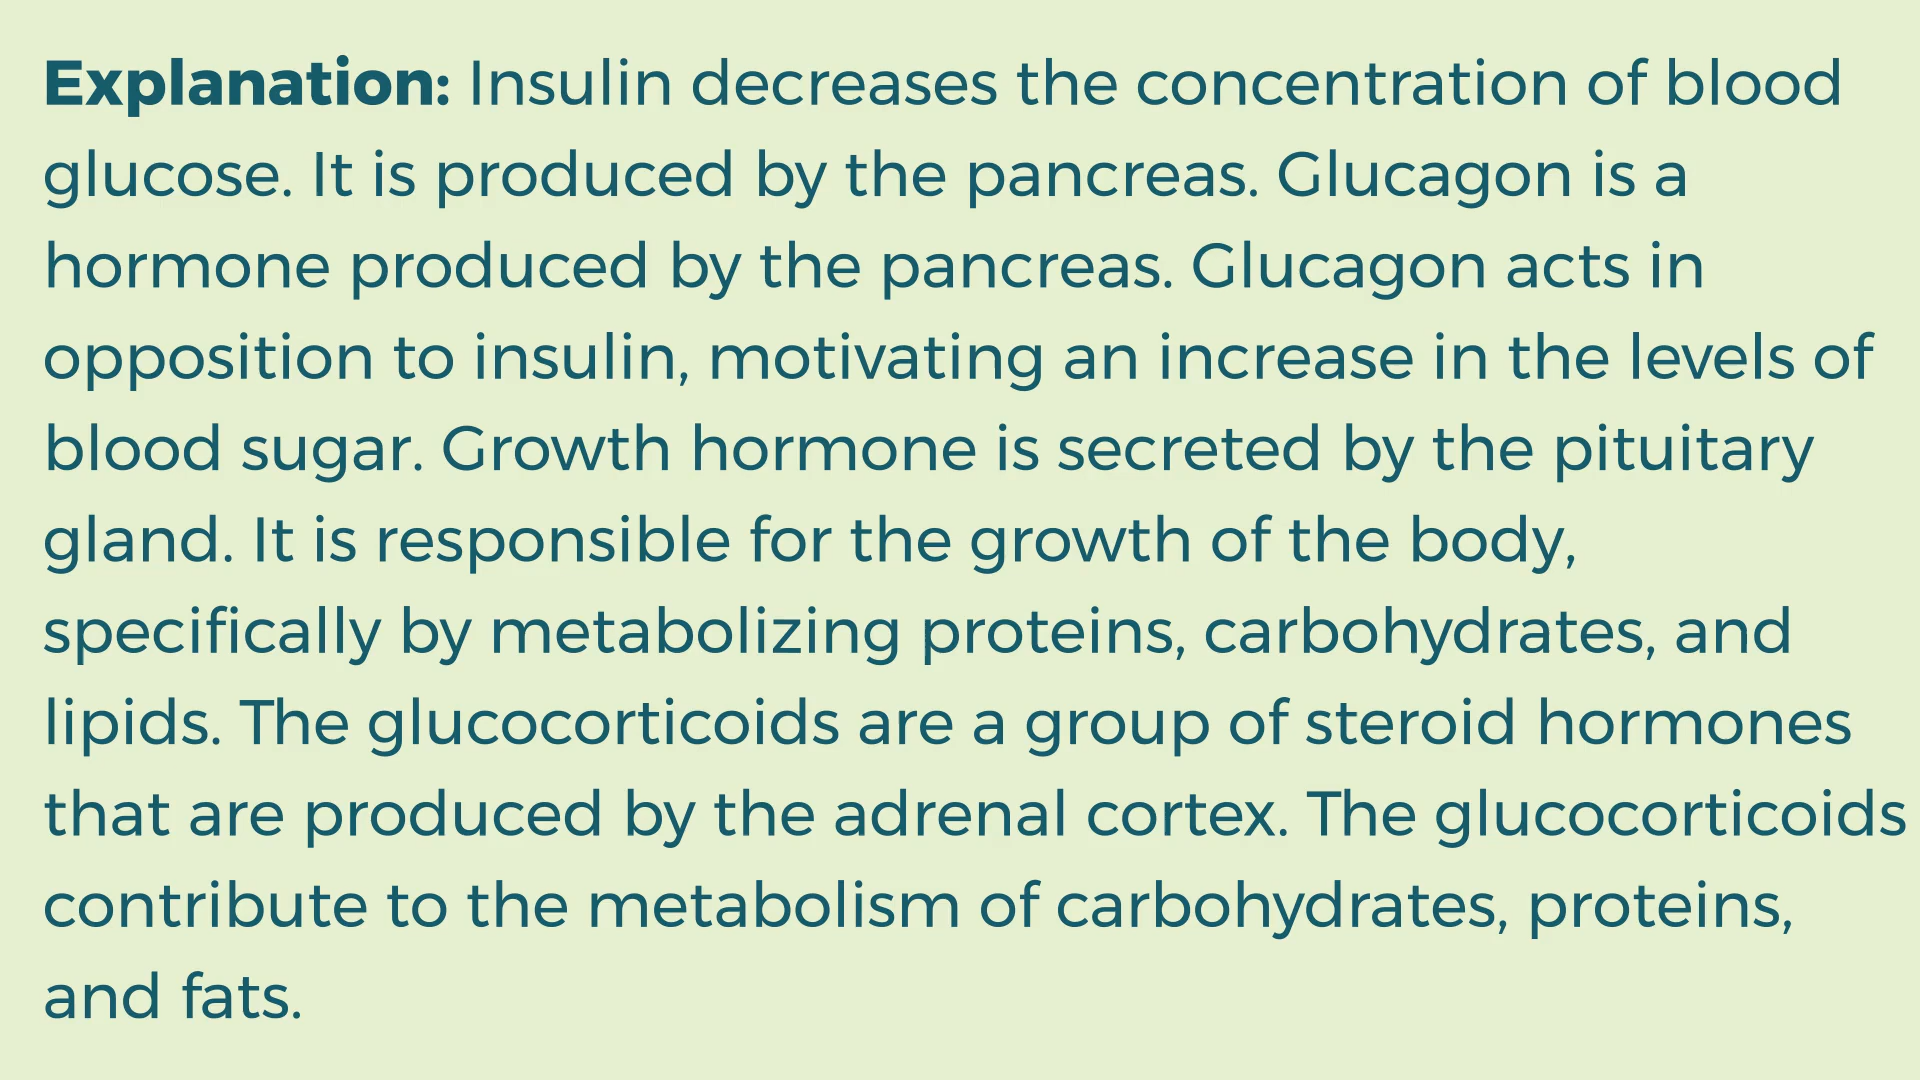 Explanation: Insulin decreases the concentration of blood
glucose. It is produced by the pancreas. Glucagon is a
hormone produced by the pancreas. Glucagon acts in
opposition to insulin, motivating an increase in the levels of
blood sugar. Growth hormone is secreted by the pituitary
gland. It is responsible for the growth of the body,
specifically by metabolizing proteins, carbohydrates, and
lipids. The glucocorticoids are a group of steroid hormones
that are produced by the adrenal cortex. The glucocorticoids
contribute to the metabolism of carbohydrates, proteins,
and fats.